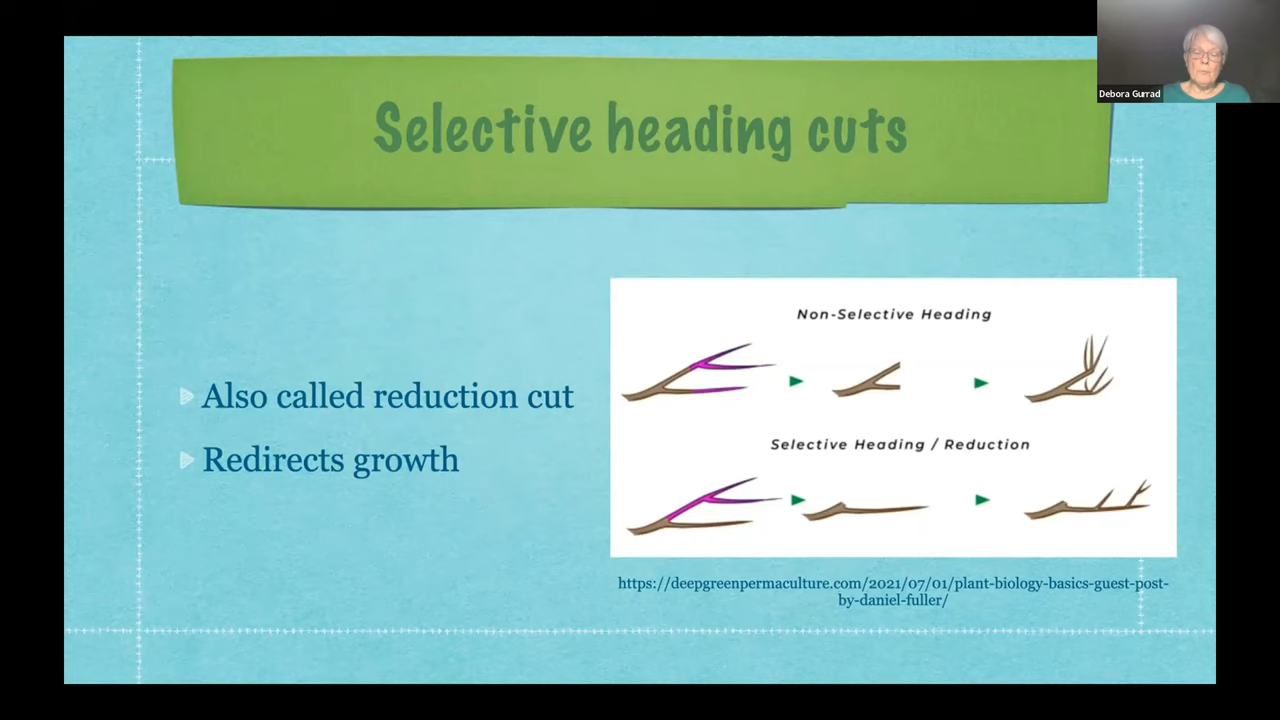 Selective heading cuts
Debora Gurrad
Also called reduction cut
Redirects growth
Non-Selective Heading
Selective Heading / Reduction
https://deepgreenpermaculture.com/2021/07/01/plant-biology-basics-guest-post-
by-daniel-fuller/